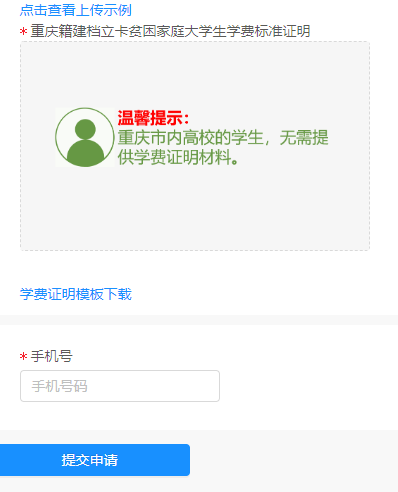 点击查看上传示例
* 重庆籍建档立卡贫困家庭大学生学费标准证明
温馨提示：
重庆市内高校的学生，无需提
供学费证明材料。
学费证明模板下载
* 手机号
手机号码
提交申请